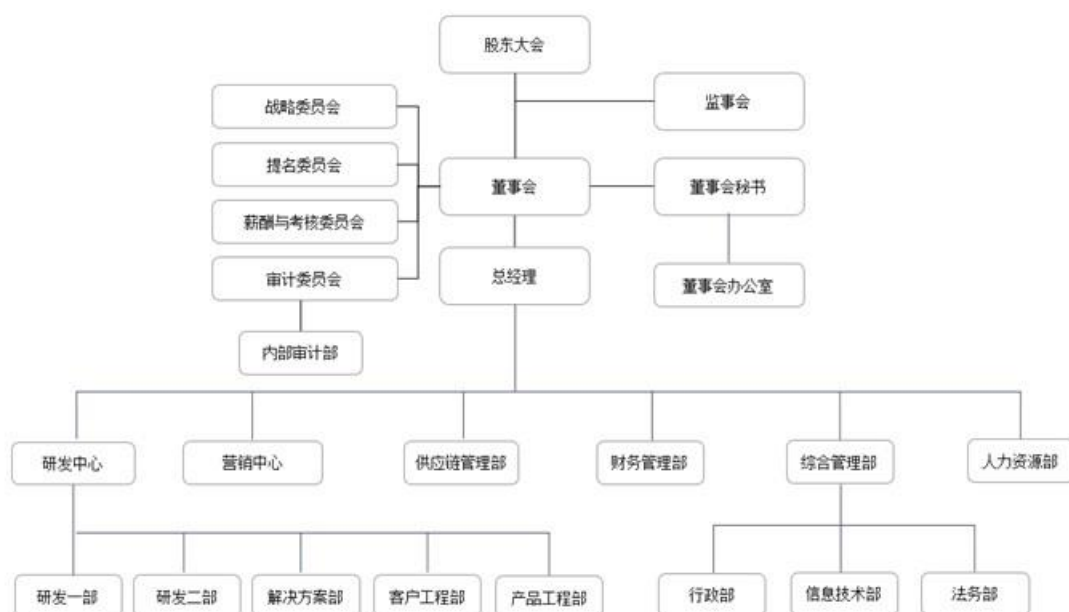 股东大会
监事会
战略委员会
提名委员会
董事会
董事会秘书
薪酬与考核委员会
审计委员会
总经理
董事会办公室
内部审计部
研发中心
营销中心
供应链管理部
财务管理部
综合管理部
人力资源部
研发一部
研发二部
解决方案部
客户工程部
产品工程部
行政部
信息技术部
法务部